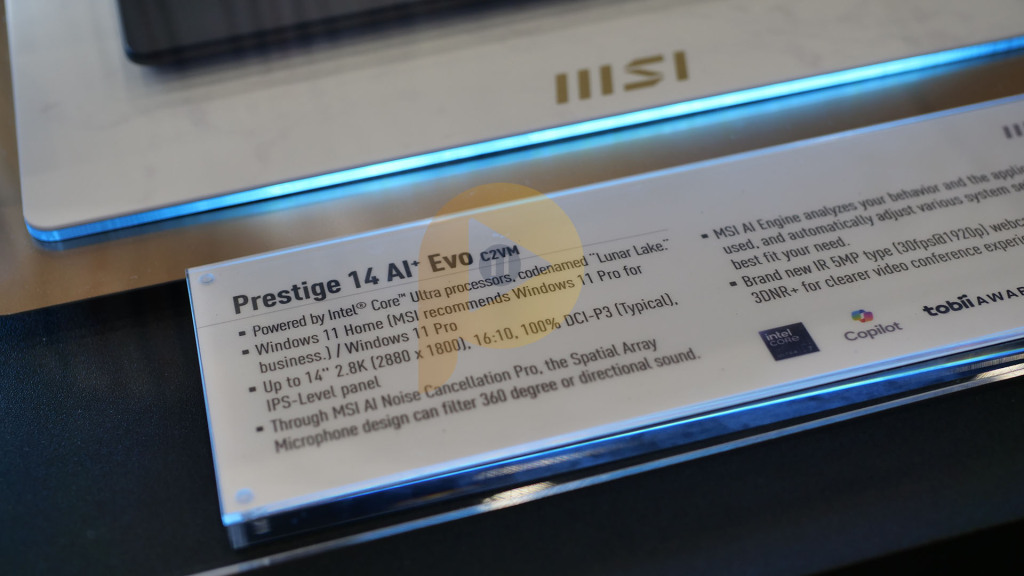 MSI
Prestige 14 AI+ Evo C2VM
▪ Powered by Intel® Core™ Ultra processors, codenamed "Lunar Lake."
▪ Windows 11 Home (MSI recommends Windows 11 Pro for
business.) / Windows 11 Pro
▪ Up to 14" 2.8K (2880 x 1800), 16:10, 100% DCI-P3 (Typical),
IPS-Level panel
▪ Through MSI AI Noise Cancellation Pro, the Spatial Array
Microphone design can filter 360 degree or directional sound.
▪ MSI AI Engine analyzes your behavior and the
used, and automatically adjust various system
best fit your need.
▪ Brand new IR 5MP type (30fps@1920p)
3DNR+ for clearer video conference
intel
CORE
Copilot
tobii AWARE